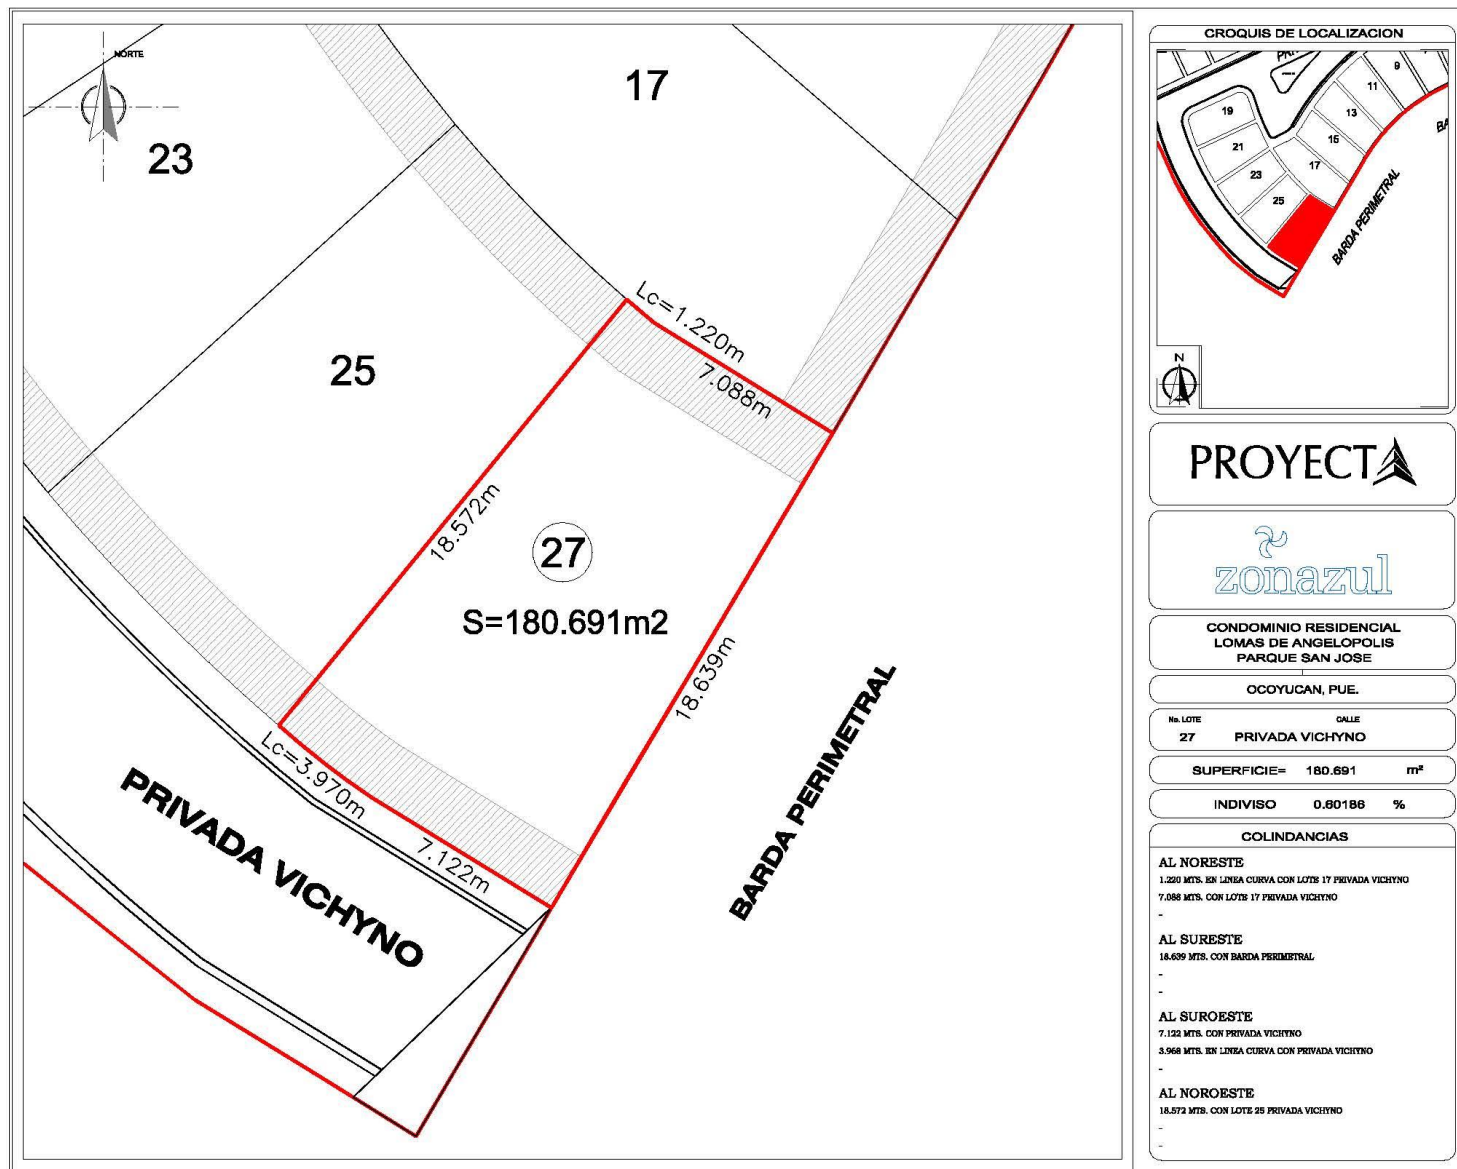 NORTE
17
23
25
Lc=1.220m
7.088m
18.572m
27
S=180.691m2
18.639m
Lc=3.970m
7.122m
PRIVADA VICHYNO
BARDA PERIMETRAL
CROQUIS DE LOCALIZACION
9
11
13
15
17
19
21
23
25
BARDA PERIMETRAL
BA
N
PROYECTA
zonazul
CONDOMINIO RESIDENCIAL
LOMAS DE ANGELOPOLIS
PARQUE SAN JOSE
OCOYUCAN, PUE.
No. LOTE CALLE
27 PRIVADA VICHYNO
SUPERFICIE= 180.691 m²
INDIVISO 0.60186 %
COLINDANCIAS
AL NORESTE
1.220 MTS. EN LINEA CURVA CON LOTE 17 PRIVADA VICHYNO
7.088 MTS. CON LOTE 17 PRIVADA VICHYNO
-
AL SURESTE
18.639 MTS. CON BARDA PERIMETRAL
-
-
AL SUROESTE
7.122 MTS. CON PRIVADA VICHYNO
3.968 MTS. EN LINEA CURVA CON PRIVADA VICHYNO
-
AL NOROESTE
18.572 MTS. CON LOTE 25 PRIVADA VICHYNO
-
-